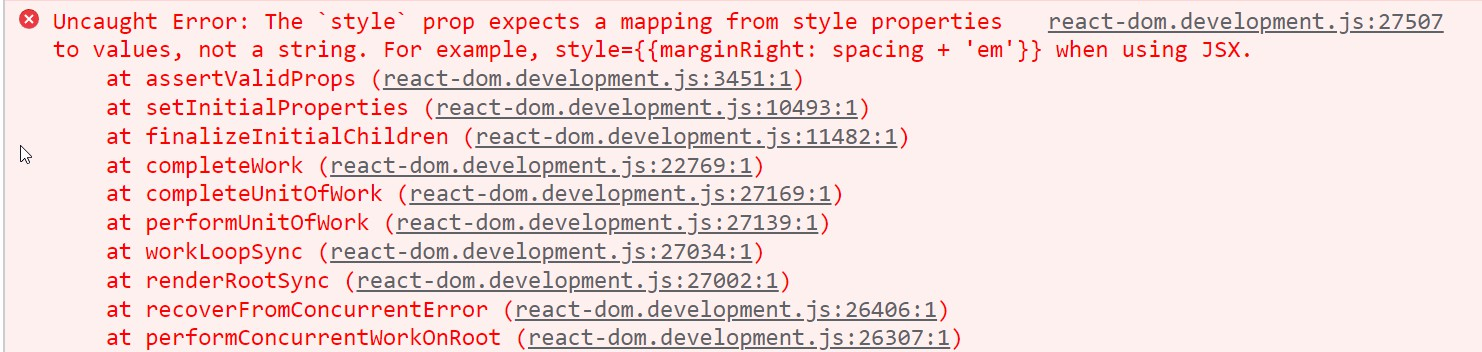 Uncaught Error: The `style` prop expects a mapping from style properties react-dom.development.js:27507
to values, not a string. For example, style={{marginRight: spacing + 'em'}} when using JSX.
at assertValidProps (react-dom.development.js:3451:1)
at setInitialProperties (react-dom.development.js:10493:1)
at finalizeInitialChildren (react-dom.development.js:11482:1)
at completeWork (react-dom.development.js:22769:1)
at completeUnitOfWork (react-dom.development.js:27169:1)
at performUnitOfWork (react-dom.development.js:27139:1)
at workLoopSync (react-dom.development.js:27034:1)
at renderRootSync (react-dom.development.js:27002:1)
at recoverFromConcurrentError (react-dom.development.js:26406:1)
at performConcurrentWorkOnRoot (react-dom.development.js:26307:1)